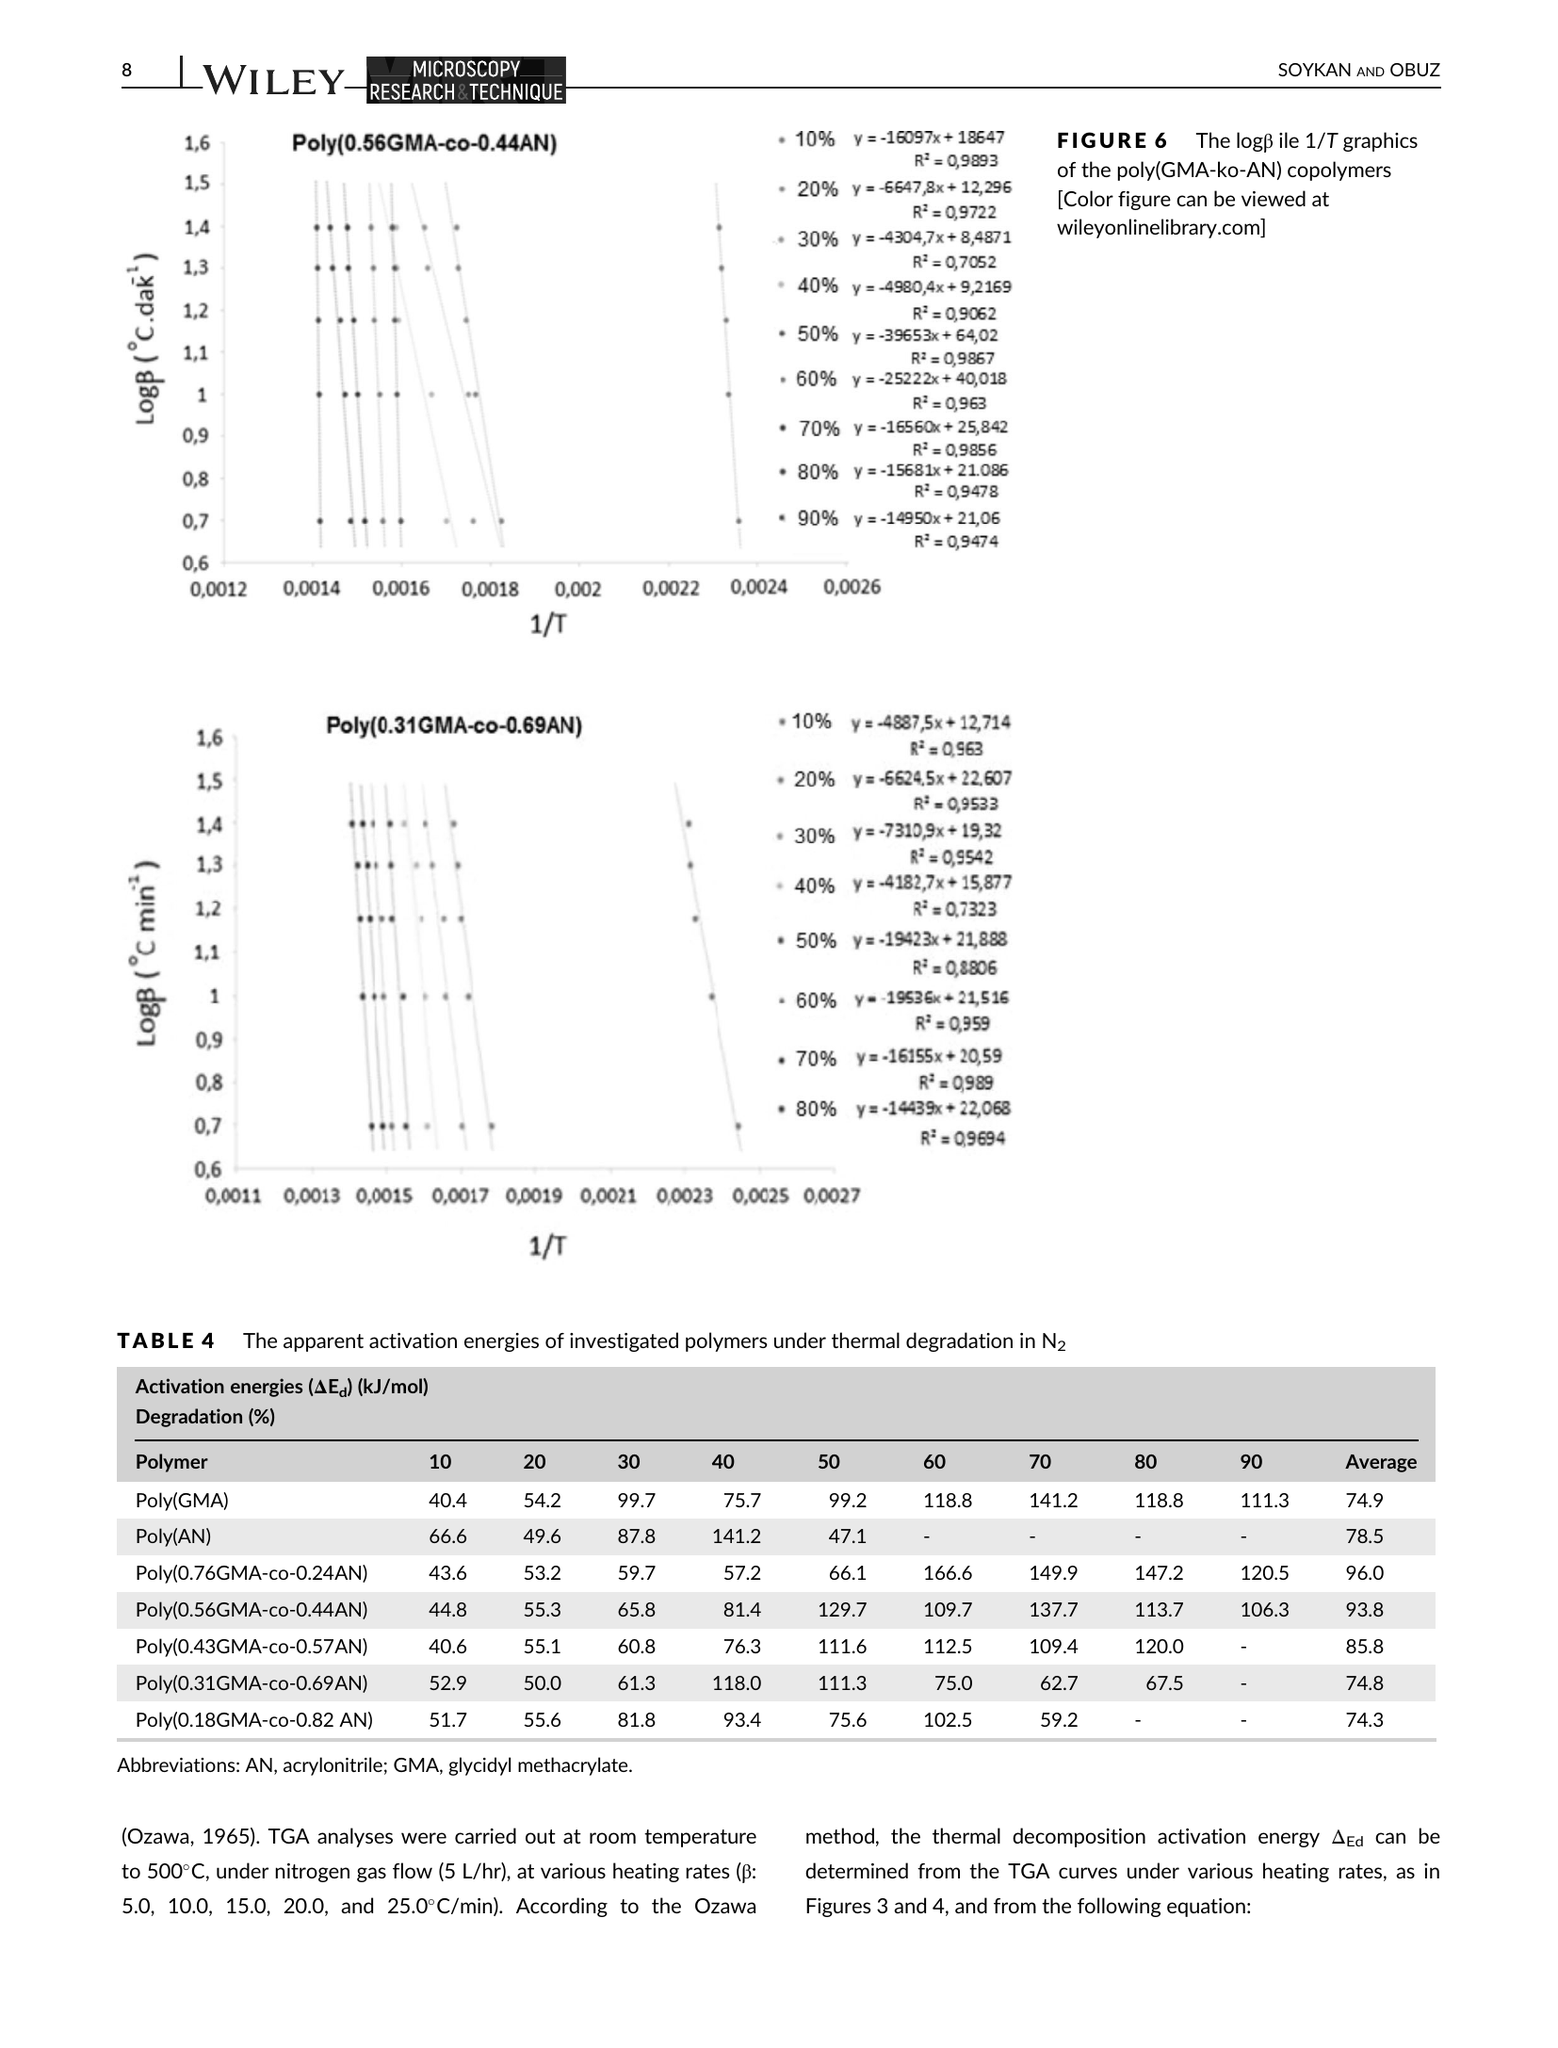 8
WILEY
MICROSCOPY
RESEARCH & TECHNIQUE
SOYKAN AND OBUZ
Poly(0.56GMA-co-0.44AN)
1,6
1,5
1,4
1,3
1,2
1,1
1
0,9
0,8
0,7
0,6
Logβ (°C.dak⁻¹)
0,0012 0,0014 0,0016 0,0018 0,002 0,0022 0,0024 0,0026
1/T
10% y = -16097x + 18647
R² = 0,9893
20% y = -6647,8x + 12,296
R² = 0,9722
30% y = -4304,7x + 8,4871
R² = 0,7052
40% y = -4980,4x + 9,2169
R² = 0,9062
50% y = -39653x + 64,02
R² = 0,9867
60% y = -25222x + 40,018
R² = 0,963
70% y = -16560x + 25,842
R² = 0,9856
80% y = -15681x + 21.086
R² = 0,9478
90% y = -14950x + 21,06
R² = 0,9474
FIGURE 6 The logβ ile 1/T graphics
of the poly(GMA-ko-AN) copolymers
[Color figure can be viewed at
wileyonlinelibrary.com]
Poly(0.31GMA-co-0.69AN)
1,6
1,5
1,4
1,3
1,2
1,1
1
0,9
0,8
0,7
0,6
Logβ (°C min⁻¹)
0,0011 0,0013 0,0015 0,0017 0,0019 0,0021 0,0023 0,0025 0,0027
1/T
10% y = -4887,5x + 12,714
R² = 0,963
20% y = -6624,5x + 22,607
R² = 0,9533
30% y = -7310,9x + 19,32
R² = 0,9542
40% y = -4182,7x + 15,877
R² = 0,7323
50% y = -19423x + 21,888
R² = 0,8806
60% y = -19536x + 21,516
R² = 0,959
70% y = -16155x + 20,59
R² = 0,989
80% y = -14439x + 22,068
R² = 0,9694
TABLE 4 The apparent activation energies of investigated polymers under thermal degradation in N₂
Activation energies (ΔEd) (kJ/mol)
Degradation (%)
Polymer 10 20 30 40 50 60 70 80 90 Average
Poly(GMA) 40.4 54.2 99.7 75.7 99.2 118.8 141.2 118.8 111.3 74.9
Poly(AN) 66.6 49.6 87.8 141.2 47.1 - - - - 78.5
Poly(0.76GMA-co-0.24AN) 43.6 53.2 59.7 57.2 66.1 166.6 149.9 147.2 120.5 96.0
Poly(0.56GMA-co-0.44AN) 44.8 55.3 65.8 81.4 129.7 109.7 137.7 113.7 106.3 93.8
Poly(0.43GMA-co-0.57AN) 40.6 55.1 60.8 76.3 111.6 112.5 109.4 120.0 - 85.8
Poly(0.31GMA-co-0.69AN) 52.9 50.0 61.3 118.0 111.3 75.0 62.7 67.5 - 74.8
Poly(0.18GMA-co-0.82 AN) 51.7 55.6 81.8 93.4 75.6 102.5 59.2 - - 74.3
Abbreviations: AN, acrylonitrile; GMA, glycidyl methacrylate.
(Ozawa, 1965). TGA analyses were carried out at room temperature
to 500°C, under nitrogen gas flow (5 L/hr), at various heating rates (β:
5.0, 10.0, 15.0, 20.0, and 25.0°C/min). According to the Ozawa
method, the thermal decomposition activation energy ΔEd can be
determined from the TGA curves under various heating rates, as in
Figures 3 and 4, and from the following equation: